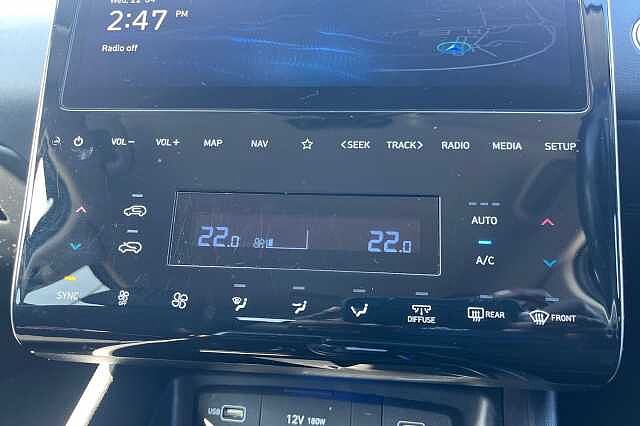 2:47 PM
Radio off
VOL− VOL+ MAP NAV <SEEK TRACK> RADIO MEDIA SETUP
AUTO
22.0 22.0
A/C
SYNC
OFF
DIFFUSE REAR FRONT
USB 12V 180W